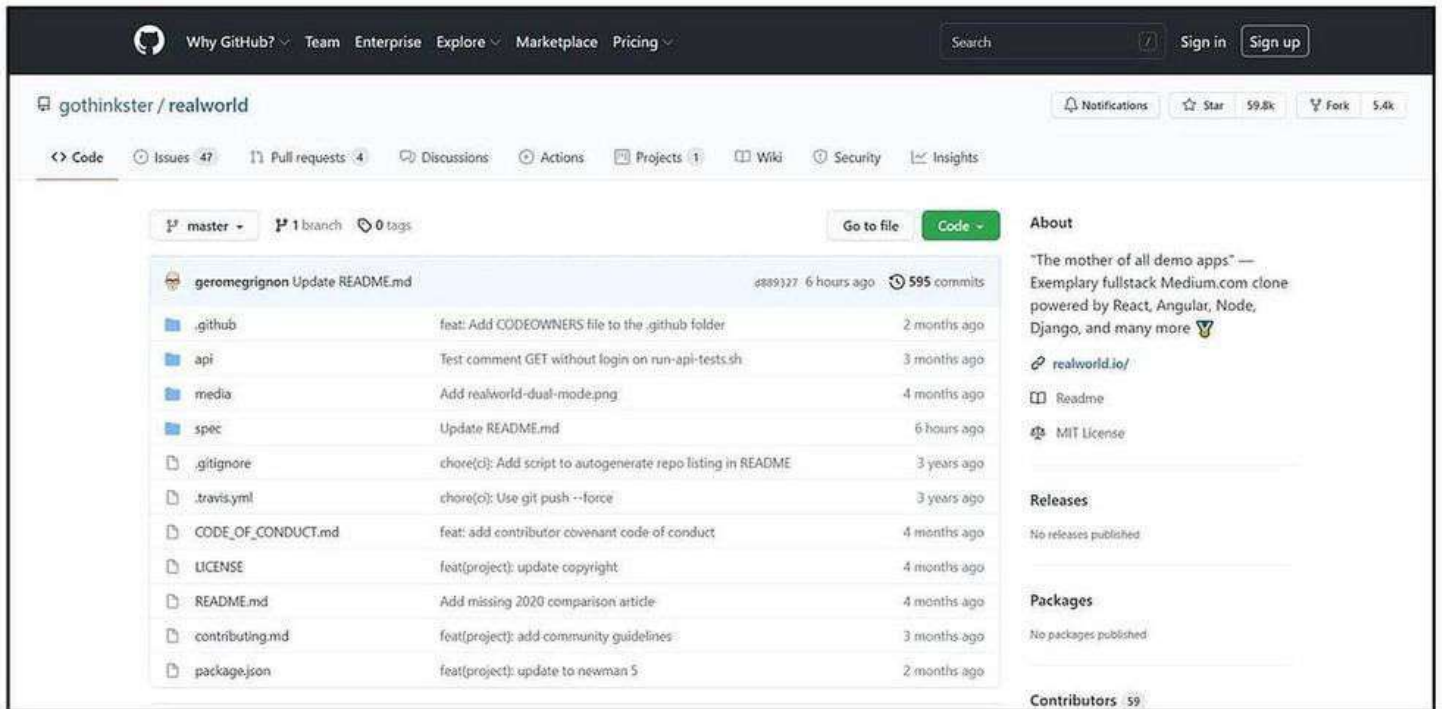 Why GitHub? Team Enterprise Explore Marketplace Pricing Search / Sign in Sign up
gothinkster / realworld Notifications Star 59.8k Fork 5.4k
<> Code Issues 47 Pull requests 4 Discussions Actions Projects 1 Wiki Security Insights
master 1 branch 0 tags Go to file Code
geromegrignon Update README.md d889327 6 hours ago 595 commits
.github feat: Add CODEOWNERS file to the .github folder 2 months ago
api Test comment GET without login on run-api-tests.sh 3 months ago
media Add realworld-dual-mode.png 4 months ago
spec Update README.md 6 hours ago
.gitignore chore(ci): Add script to autogenerate repo listing in README 3 years ago
.travis.yml chore(ci): Use git push --force 3 years ago
CODE_OF_CONDUCT.md feat: add contributor covenant code of conduct 4 months ago
LICENSE feat(project): update copyright 4 months ago
README.md Add missing 2020 comparison article 4 months ago
contributing.md feat(project): add community guidelines 3 months ago
package.json feat(project): update to newman 5 2 months ago
About
"The mother of all demo apps" —
Exemplary fullstack Medium.com clone
powered by React, Angular, Node,
Django, and many more
realworld.io/
Readme
MIT License
Releases
No releases published
Packages
No packages published
Contributors 59